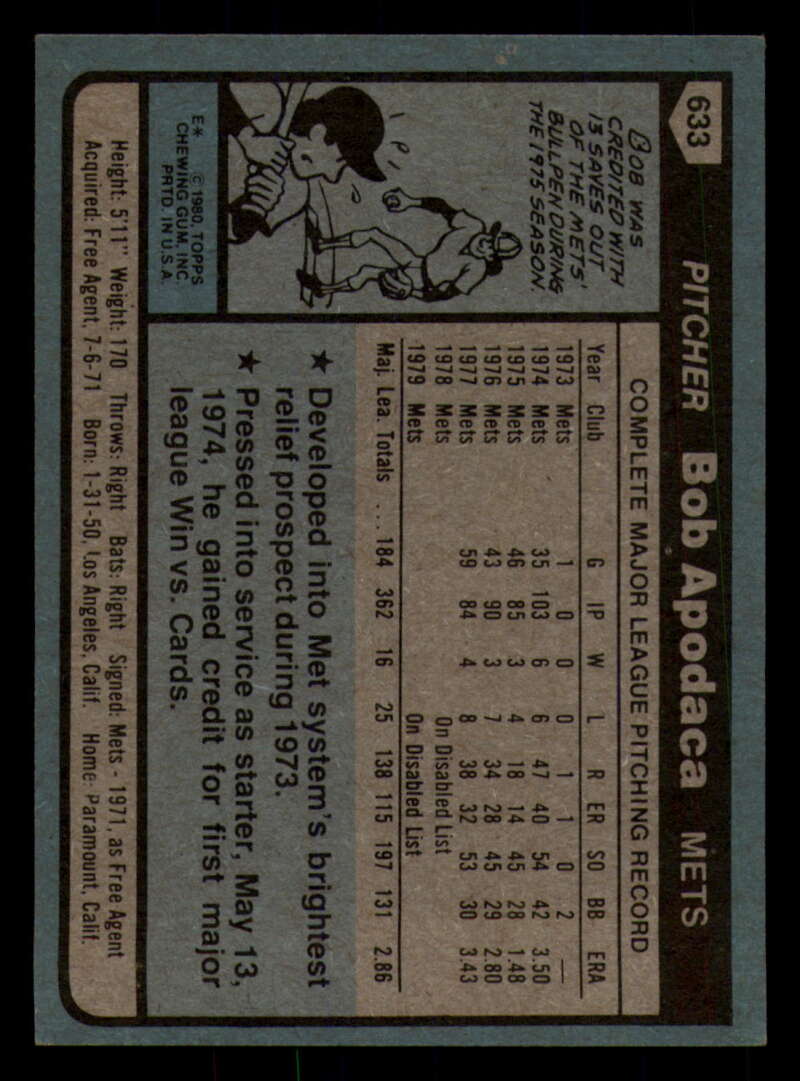 633 PITCHER Bob Apodaca METS
BOB WAS
CREDITED WITH
13 SAVES OUT
OF THE METS'
BULLPEN DURING
THE 1975 SEASON.
E* © 1980, TOPPS
CHEWING GUM, INC.
PRTD. IN U.S.A.
COMPLETE MAJOR LEAGUE PITCHING RECORD
Year Club G IP W L R ER SO BB ERA
1973 Mets 1 0 0 0 1 1 0 2 —
1974 Mets 35 103 6 6 47 40 54 42 3.50
1975 Mets 46 85 3 4 18 14 45 28 1.48
1976 Mets 43 90 3 7 34 28 45 29 2.80
1977 Mets 59 84 4 8 38 32 53 30 3.43
1978 Mets On Disabled List
1979 Mets On Disabled List
Maj. Lea. Totals ... 184 362 16 25 138 115 197 131 2.86
★ Developed into Met system's brightest
relief prospect during 1973.
★ Pressed into service as starter, May 13,
1974, he gained credit for first major
league Win vs. Cards.
Height: 5'11" Weight: 170 Throws: Right Bats: Right Signed: Mets - 1971, as Free Agent
Acquired: Free Agent, 7-6-71 Born: 1-31-50, Los Angeles, Calif. Home: Paramount, Calif.